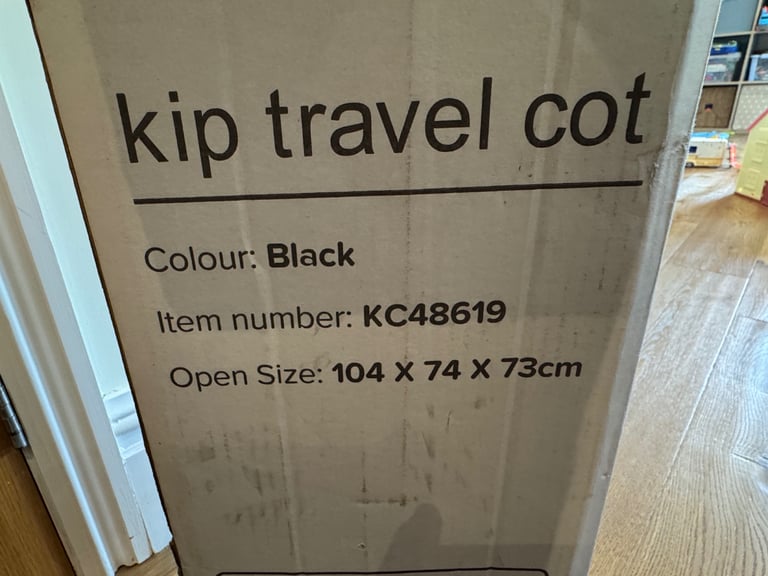 kip travel cot
Colour: Black
Item number: KC48619
Open Size: 104 X 74 X 73cm